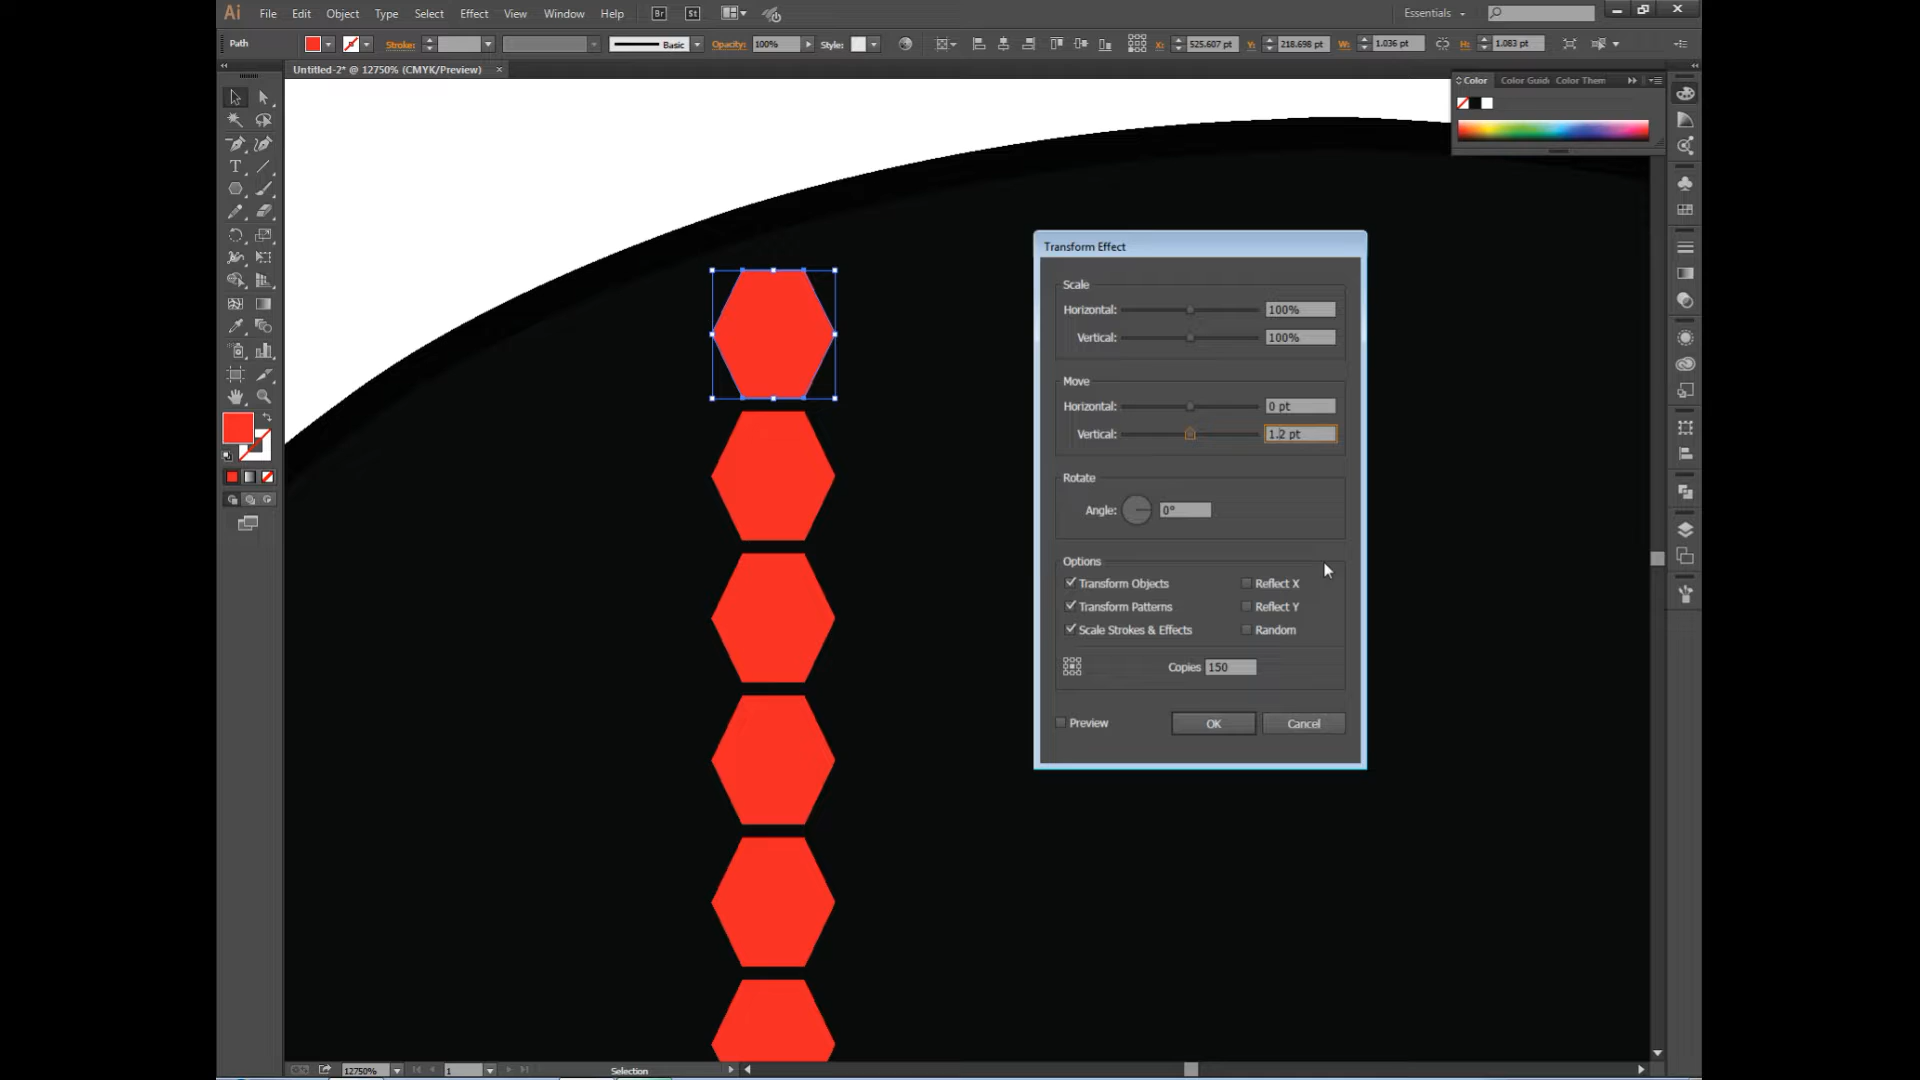 Ai File Edit Object Type Select Effect View Window Help Br St Essentials
Path Stroke: Basic Opacity: 100% Style: X: 525.607 pt Y: 218.698 pt W: 1.036 pt H: 1.083 pt
Untitled-2* @ 12750% (CMYK/Preview) ×
Color Color Guid Color Them
Transform Effect
Scale
Horizontal: 100%
Vertical: 100%
Move
Horizontal: 0 pt
Vertical: 1.2 pt
Rotate
Angle: 0°
Options
Transform Objects Reflect X
Transform Patterns Reflect Y
Scale Strokes & Effects Random
Copies 150
Preview OK Cancel
12750% 1 Selection